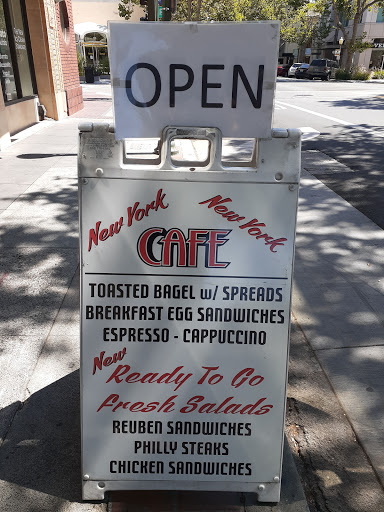 OPEN
New York New York
CAFE
TOASTED BAGEL w/ SPREADS
BREAKFAST EGG SANDWICHES
ESPRESSO - CAPPUCCINO
New
Ready To Go
Fresh Salads
REUBEN SANDWICHES
PHILLY STEAKS
CHICKEN SANDWICHES